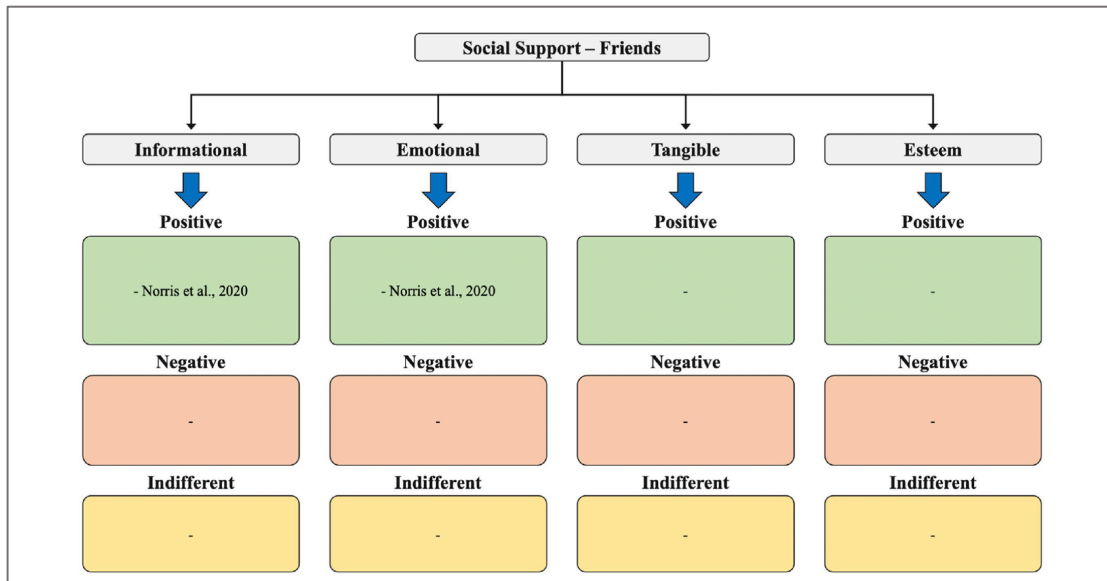 Social Support – Friends
Informational
Emotional
Tangible
Esteem
Positive
Positive
Positive
Positive
- Norris et al., 2020
- Norris et al., 2020
-
-
Negative
Negative
Negative
Negative
-
-
-
-
Indifferent
Indifferent
Indifferent
Indifferent
-
-
-
-